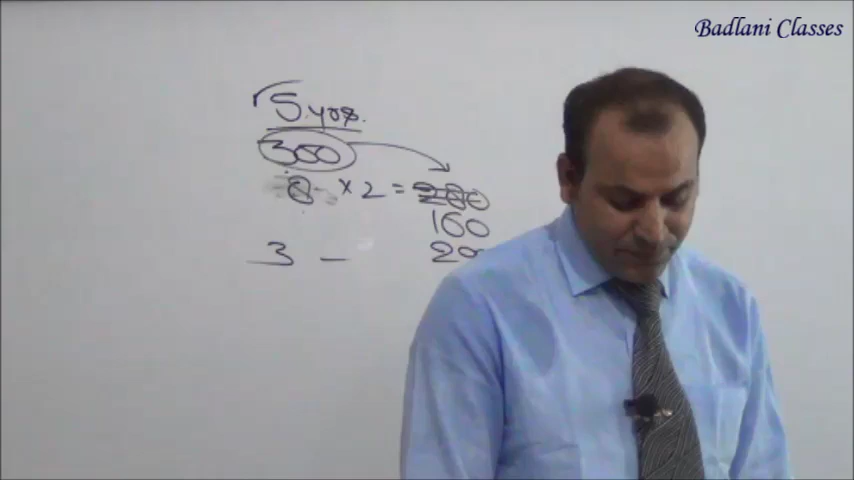 Badlani Classes
5 yrs.
300
× 2 =
160
3 -